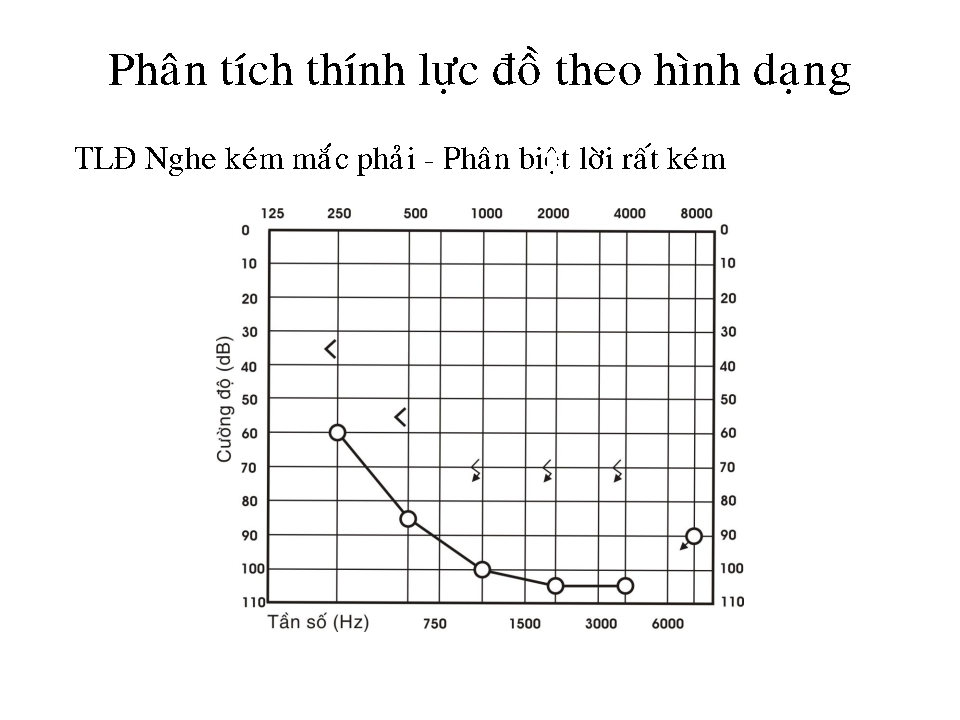 Phân tích thính lực đồ theo hình dạng
TLĐ Nghe kém mắc phải - Phân biệt lời rất kém
125 250 500 1000 2000 4000 8000
0 0
10 10
20 20
30 30
40 40
50 50
60 60
70 70
80 80
90 90
100 100
110 110
Cường độ (dB)
Tần số (Hz) 750 1500 3000 6000